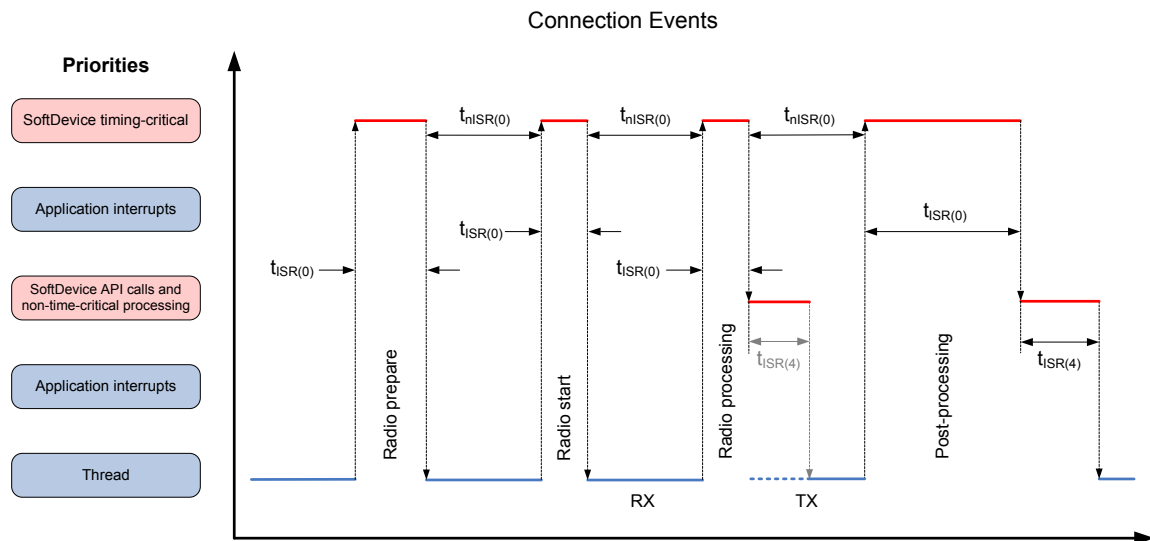 Connection Events
Priorities
SoftDevice timing-critical
Application interrupts
SoftDevice API calls and
non-time-critical processing
Application interrupts
Thread
tnISR(0)
tnISR(0)
tnISR(0)
tISR(0)
tISR(0)
tISR(0)
tISR(0)
tISR(4)
tISR(4)
Radio prepare
Radio start
Radio processing
Post-processing
RX
TX